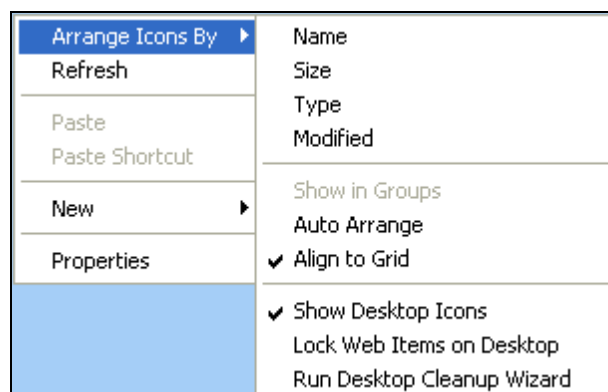 Arrange Icons By
Refresh
Paste
Paste Shortcut
New
Properties
Name
Size
Type
Modified
Show in Groups
Auto Arrange
Align to Grid
Show Desktop Icons
Lock Web Items on Desktop
Run Desktop Cleanup Wizard